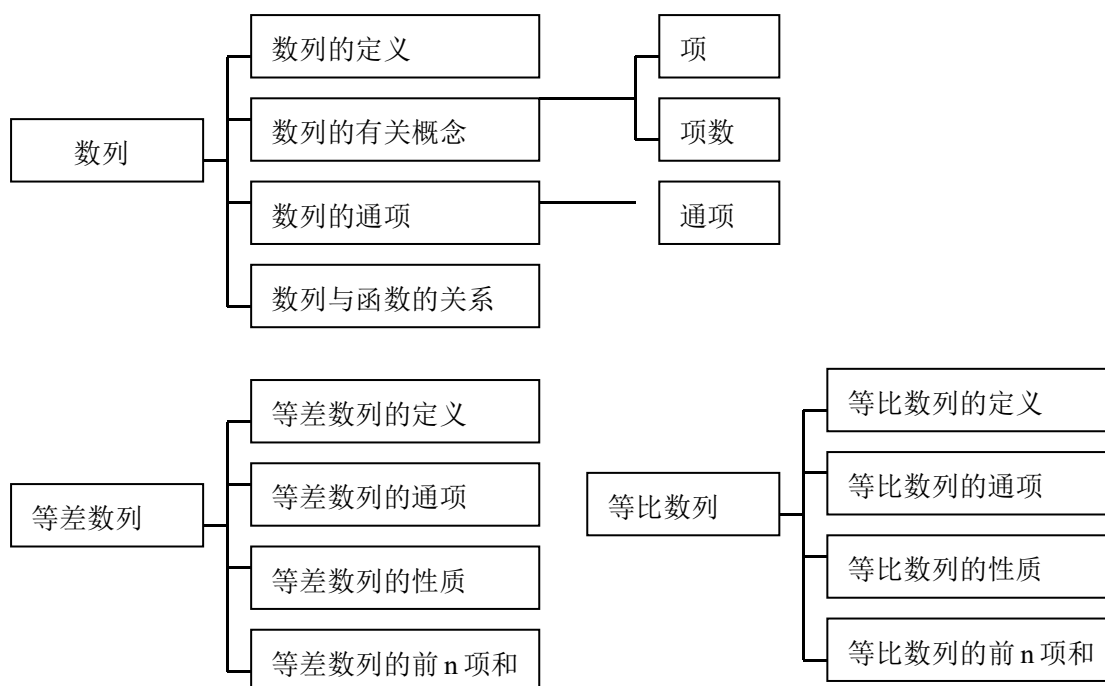 数列
数列的定义
数列的有关概念
数列的通项
数列与函数的关系
项
项数
通项
等差数列
等差数列的定义
等差数列的通项
等差数列的性质
等差数列的前 n 项和
等比数列
等比数列的定义
等比数列的通项
等比数列的性质
等比数列的前 n 项和